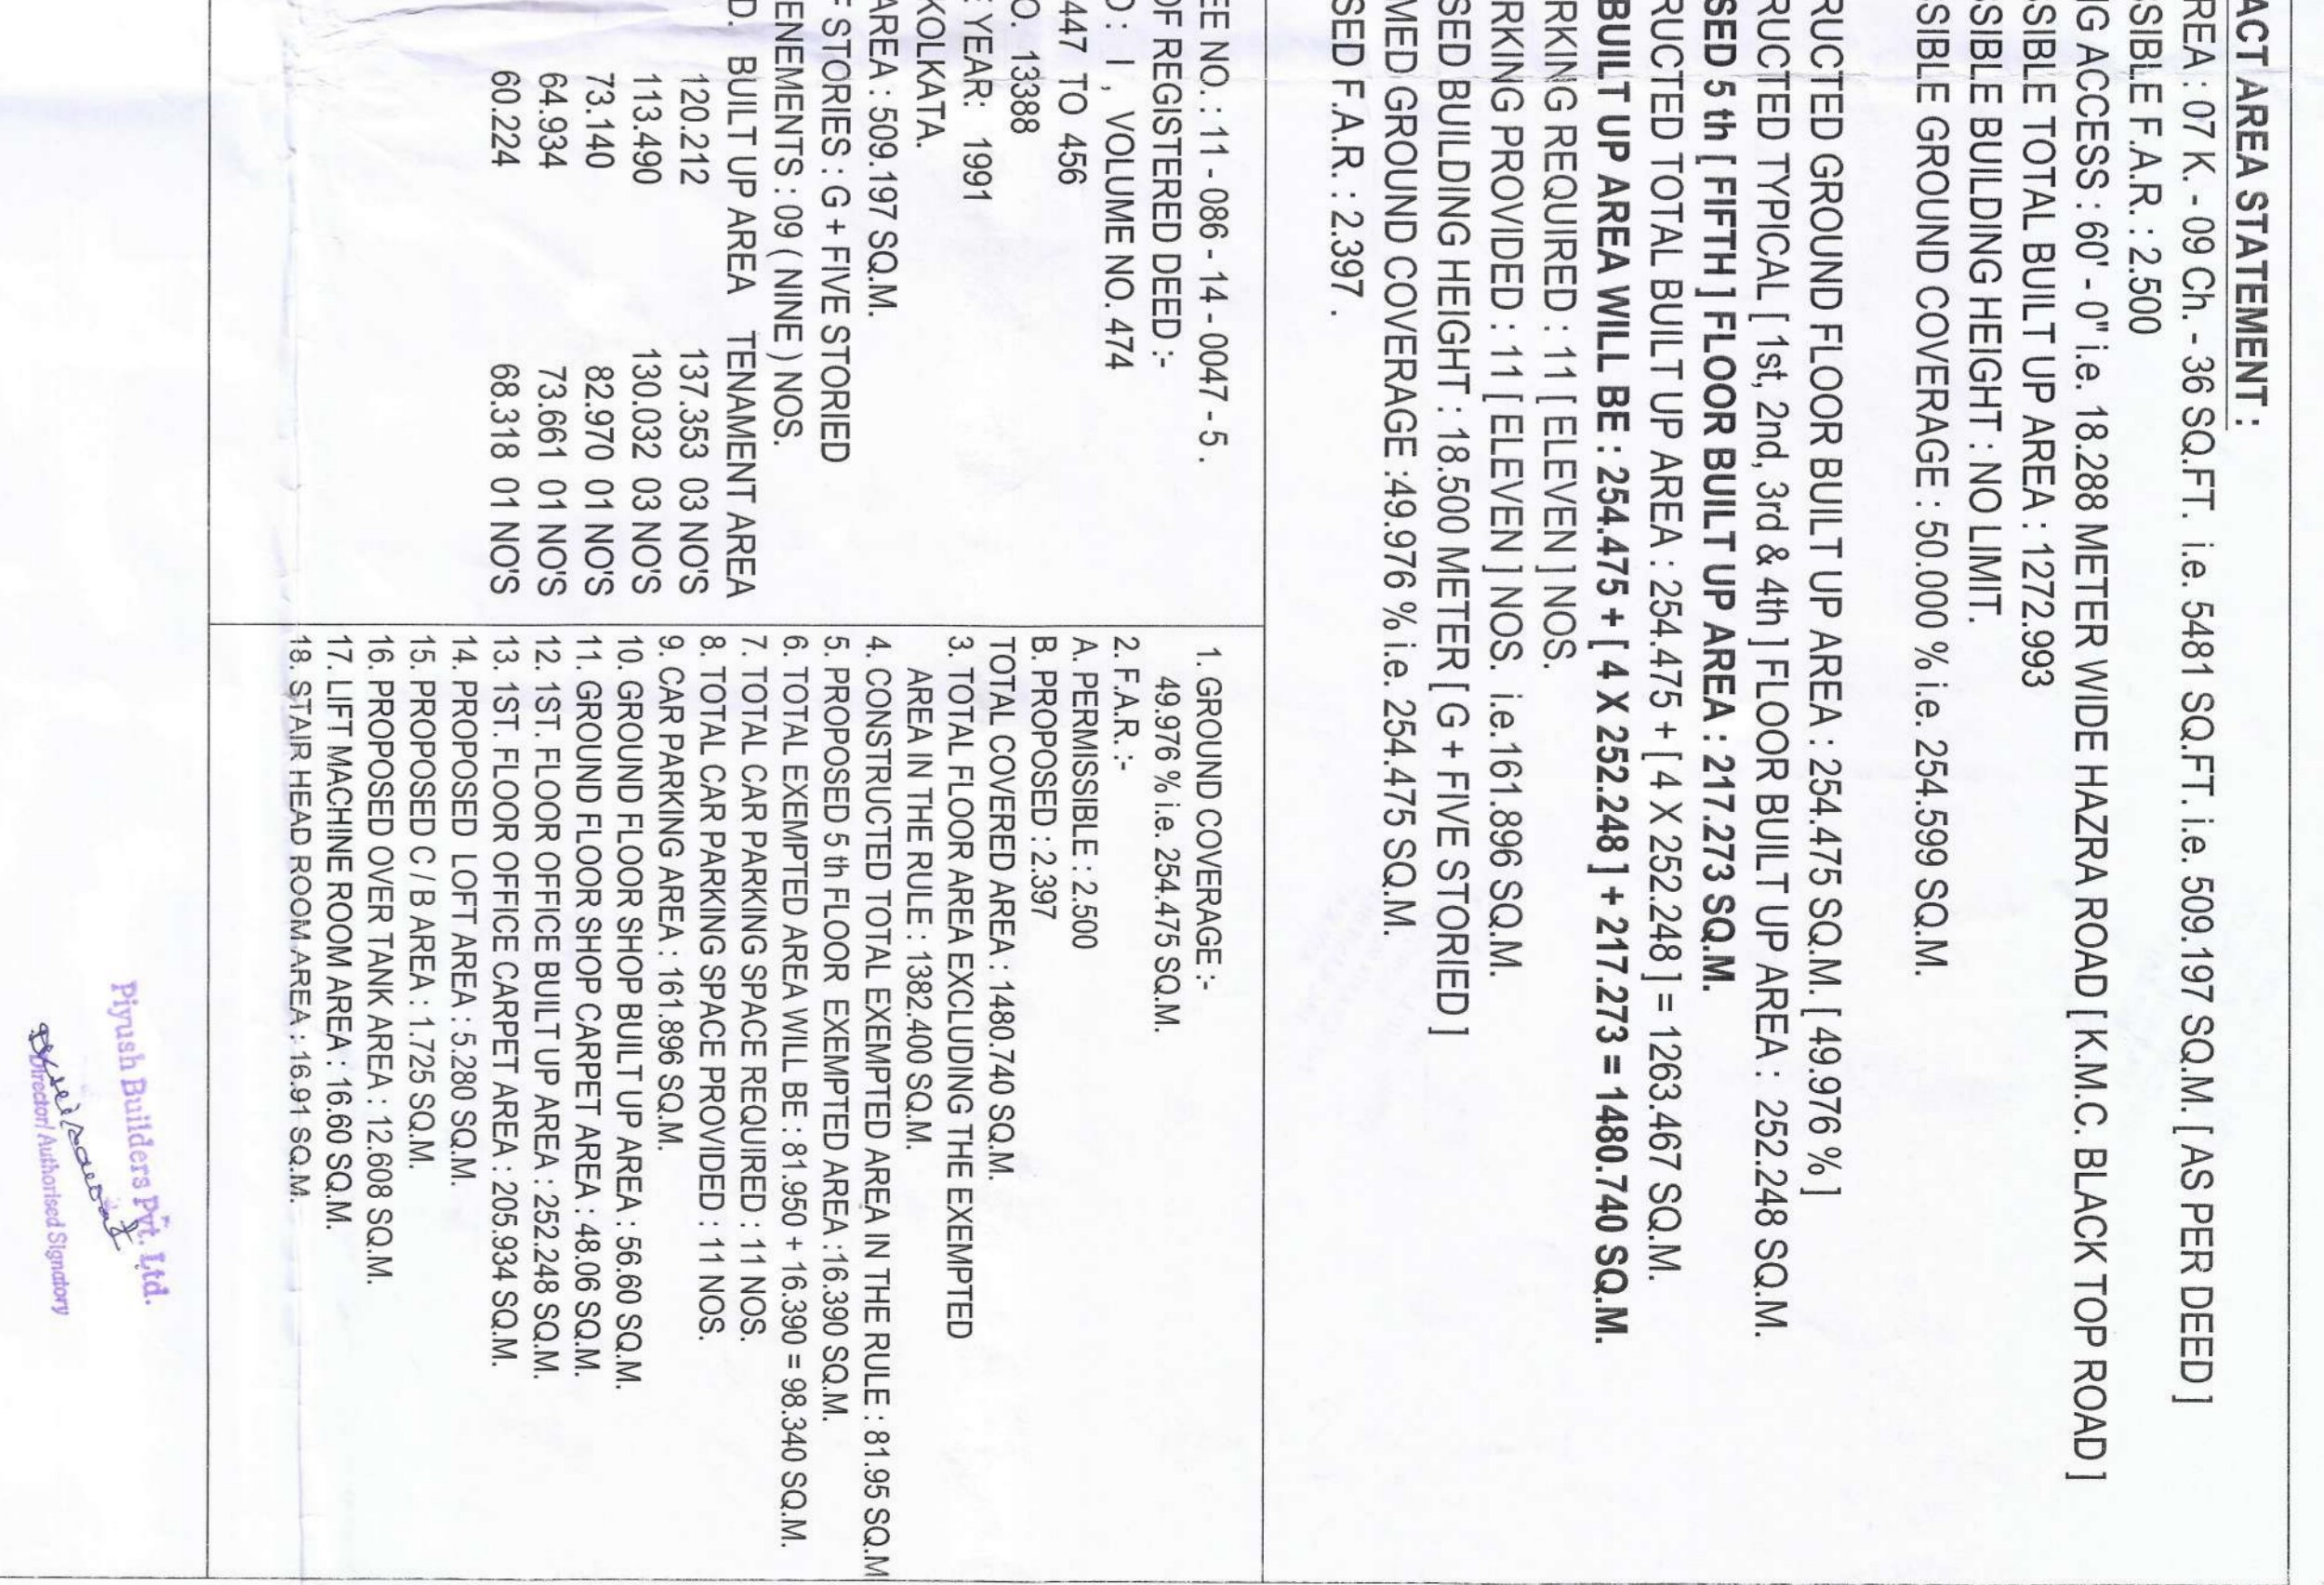 ACT AREA STATEMENT :
REA : 07 K. - 09 Ch. - 36 SQ.FT. i.e. 5481 SQ.FT. i.e. 509.197 SQ.M. [ AS PER DEED ]
SSIBLE F.A.R. : 2.500
NG ACCESS : 60' - 0" i.e. 18.288 METER WIDE HAZRA ROAD [ K.M.C. BLACK TOP ROAD ]
SSIBLE TOTAL BUILT UP AREA : 1272.993
SSIBLE BUILDING HEIGHT : NO LIMIT.
SSIBLE GROUND COVERAGE : 50.000 % i.e. 254.599 SQ.M.
RUCTED GROUND FLOOR BUILT UP AREA : 254.475 SQ.M. [ 49.976 % ]
RUCTED TYPICAL [ 1st, 2nd, 3rd & 4th ] FLOOR BUILT UP AREA : 252.248 SQ.M.
SED 5 th [ FIFTH ] FLOOR BUILT UP AREA : 217.273 SQ.M.
RUCTED TOTAL BUILT UP AREA : 254.475 + [ 4 X 252.248 ] = 1263.467 SQ.M.
BUILT UP AREA WILL BE : 254.475 + [ 4 X 252.248 ] + 217.273 = 1480.740 SQ.M.
RKING REQUIRED : 11 [ ELEVEN ] NOS.
RKING PROVIDED : 11 [ ELEVEN ] NOS. i.e.161.896 SQ.M.
SED BUILDING HEIGHT : 18.500 METER [ G + FIVE STORIED ]
MED GROUND COVERAGE :49.976 % i.e. 254.475 SQ.M.
SED F.A.R. : 2.397 .
EE NO. : 11 - 086 - 14 - 0047 - 5 .
OF REGISTERED DEED :-
O : I , VOLUME NO. 474
447 TO 456
O. 13388
E YEAR: 1991
KOLKATA.
AREA : 509.197 SQ.M.
F STORIES : G + FIVE STORIED
ENEMENTS : 09 ( NINE ) NOS.
D. BUILT UP AREA TENAMENT AREA
120.212 137.353 03 NO'S
113.490 130.032 03 NO'S
73.140 82.970 01 NO'S
64.934 73.661 01 NO'S
60.224 68.318 01 NO'S
1. GROUND COVERAGE :-
49.976 % i.e. 254.475 SQ.M.
2. F.A.R. :-
A. PERMISSIBLE : 2.500
B. PROPOSED : 2.397
TOTAL COVERED AREA : 1480.740 SQ.M.
3. TOTAL FLOOR AREA EXCLUDING THE EXEMPTED
AREA IN THE RULE : 1382.400 SQ.M.
4. CONSTRUCTED TOTAL EXEMPTED AREA IN THE RULE : 81.95 SQ.M
5. PROPOSED 5 th FLOOR EXEMPTED AREA :16.390 SQ.M.
6. TOTAL EXEMPTED AREA WILL BE : 81.950 + 16.390 = 98.340 SQ.M.
7. TOTAL CAR PARKING SPACE REQUIRED : 11 NOS.
8. TOTAL CAR PARKING SPACE PROVIDED : 11 NOS.
9. CAR PARKING AREA : 161.896 SQ.M.
10. GROUND FLOOR SHOP BUILT UP AREA : 56.60 SQ.M.
11. GROUND FLOOR SHOP CARPET AREA : 48.06 SQ.M.
12. 1ST. FLOOR OFFICE BUILT UP AREA : 252.248 SQ.M.
13. 1ST. FLOOR OFFICE CARPET AREA : 205.934 SQ.M.
14. PROPOSED LOFT AREA : 5.280 SQ.M.
15. PROPOSED C / B AREA : 1.725 SQ.M.
16. PROPOSED OVER TANK AREA : 12.608 SQ.M.
17. LIFT MACHINE ROOM AREA : 16.60 SQ.M.
18. STAIR HEAD ROOM AREA : 16.91 SQ.M.
Piyush Builders Pvt. Ltd.
Director/ Authorised Signatory